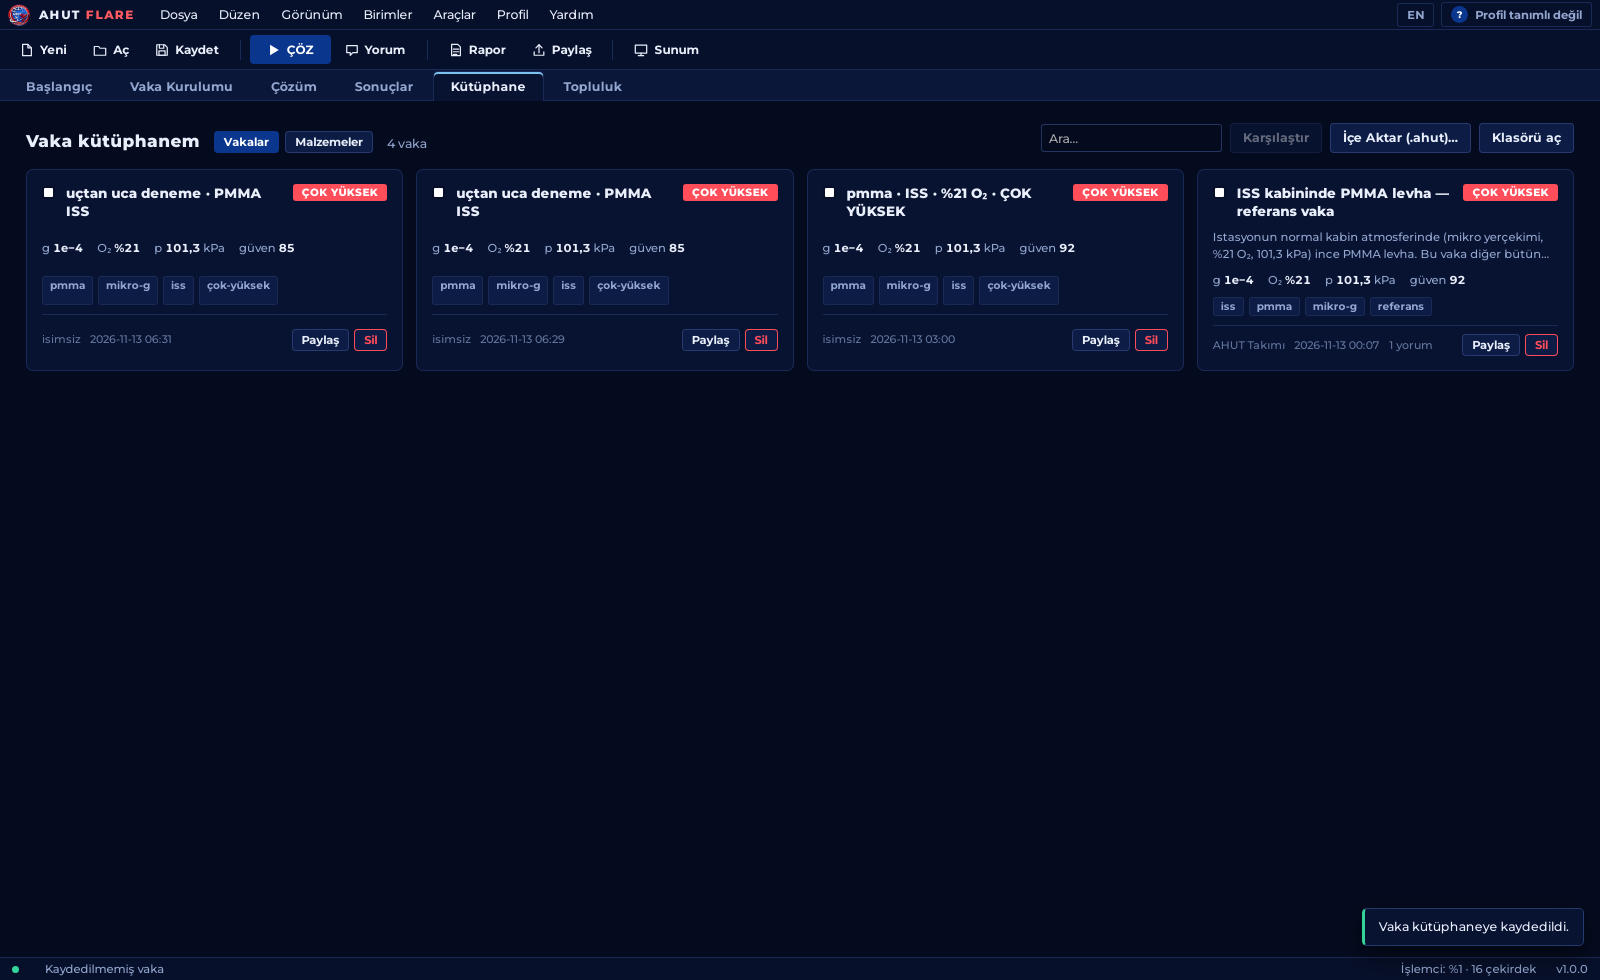 AHUT FLARE Dosya Düzen Görünüm Birimler Araçlar Profil Yardım EN ? Profil tanımlı değil
Yeni Aç Kaydet ÇÖZ Yorum Rapor Paylaş Sunum
Başlangıç Vaka Kurulumu Çözüm Sonuçlar Kütüphane Topluluk
Vaka kütüphanem Vakalar Malzemeler 4 vaka Ara... Karşılaştır İçe Aktar (.ahut)... Klasörü aç
uçtan uca deneme · PMMA ISS ÇOK YÜKSEK
g 1e−4 O₂ %21 p 101,3 kPa güven 85
pmma mikro-g iss çok-yüksek
isimsiz 2026-11-13 06:31 Paylaş Sil
uçtan uca deneme · PMMA ISS ÇOK YÜKSEK
g 1e−4 O₂ %21 p 101,3 kPa güven 85
pmma mikro-g iss çok-yüksek
isimsiz 2026-11-13 06:29 Paylaş Sil
pmma · ISS · %21 O₂ · ÇOK YÜKSEK ÇOK YÜKSEK
g 1e−4 O₂ %21 p 101,3 kPa güven 92
pmma mikro-g iss çok-yüksek
isimsiz 2026-11-13 03:00 Paylaş Sil
ISS kabininde PMMA levha — referans vaka ÇOK YÜKSEK
Istasyonun normal kabin atmosferinde (mikro yerçekimi,
%21 O₂, 101,3 kPa) ince PMMA levha. Bu vaka diğer bütün...
g 1e−4 O₂ %21 p 101,3 kPa güven 92
iss pmma mikro-g referans
AHUT Takımı 2026-11-13 00:07 1 yorum Paylaş Sil
Vaka kütüphaneye kaydedildi.
Kaydedilmemiş vaka İşlemci: %1 · 16 çekirdek v1.0.0